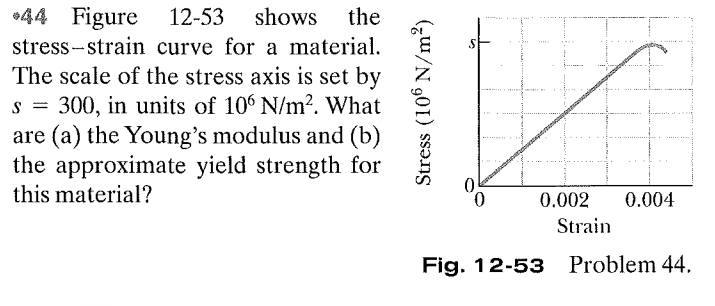 •44 Figure 12-53 shows the
stress–strain curve for a material.
The scale of the stress axis is set by
s = 300, in units of 10⁶ N/m². What
are (a) the Young's modulus and (b)
the approximate yield strength for
this material?
Stress (10⁶ N/m²)
s
0
0 0.002 0.004
Strain
Fig. 12-53 Problem 44.